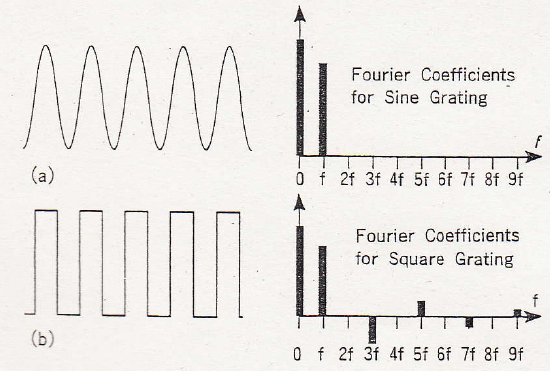 Fourier Coefficients
for Sine Grating
f
0 f 2f 3f 4f 5f 6f 7f 8f 9f
(a)
Fourier Coefficients
for Square Grating
f
0 f 2f 3f 4f 5f 6f 7f 8f 9f
(b)